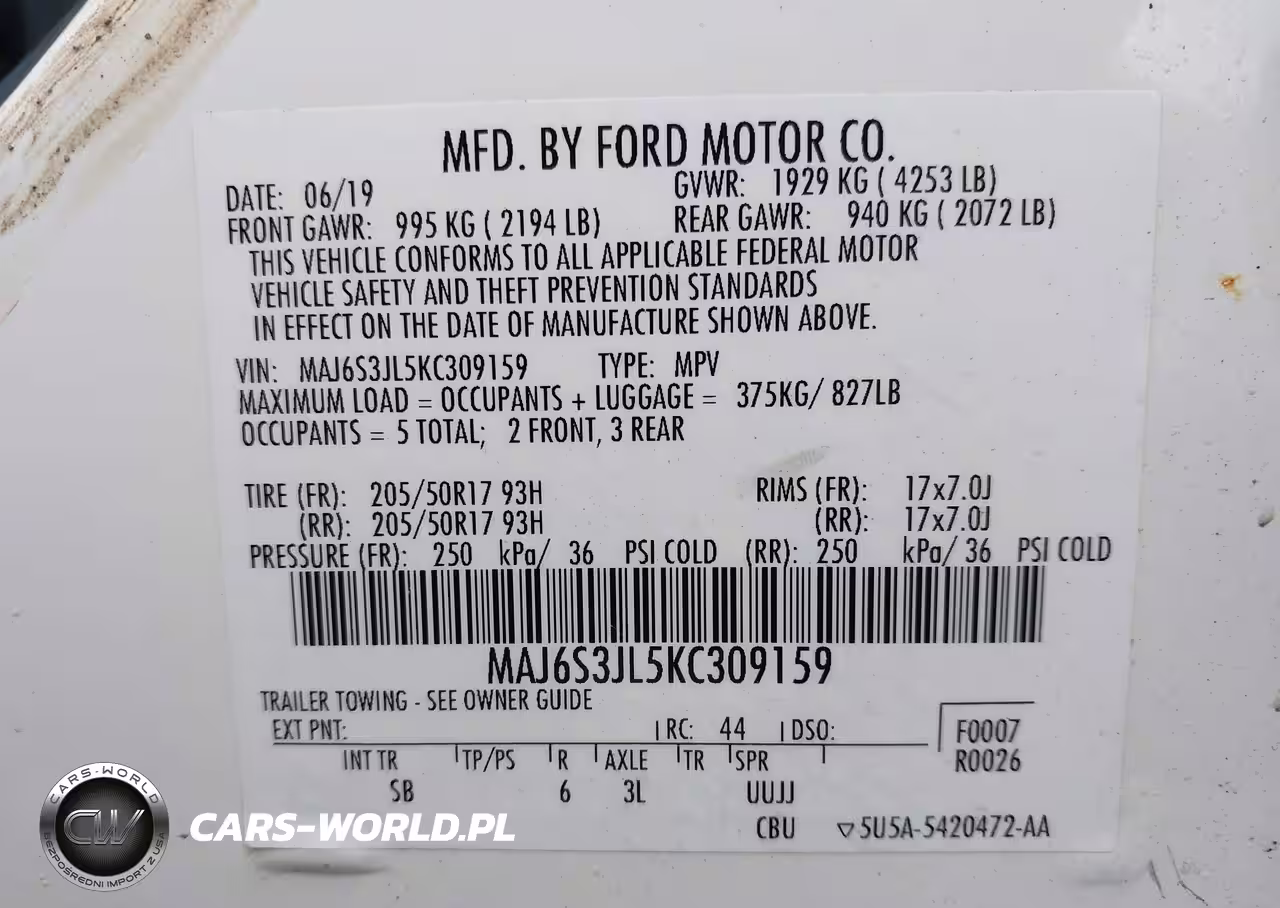 MFD. BY FORD MOTOR CO.
DATE: 06/19 GVWR: 1929 KG ( 4253 LB)
FRONT GAWR: 995 KG ( 2194 LB) REAR GAWR: 940 KG ( 2072 LB)
THIS VEHICLE CONFORMS TO ALL APPLICABLE FEDERAL MOTOR
VEHICLE SAFETY AND THEFT PREVENTION STANDARDS
IN EFFECT ON THE DATE OF MANUFACTURE SHOWN ABOVE.
VIN: MAJ6S3JL5KC309159 TYPE: MPV
MAXIMUM LOAD = OCCUPANTS + LUGGAGE = 375KG/ 827LB
OCCUPANTS = 5 TOTAL; 2 FRONT, 3 REAR
TIRE (FR): 205/50R17 93H RIMS (FR): 17x7.0J
(RR): 205/50R17 93H (RR): 17x7.0J
PRESSURE (FR): 250 kPa/ 36 PSI COLD (RR): 250 kPa/ 36 PSI COLD
MAJ6S3JL5KC309159
TRAILER TOWING - SEE OWNER GUIDE
EXT PNT: RC: 44 DSO: F0007
INT TR TP/PS R AXLE TR SPR R0026
SB 6 3L UUJJ
CBU ▽5U5A-5420472-AA
CARS-WORLD
CW
BEZPOŚREDNI IMPORT Z USA
CARS-WORLD.PL